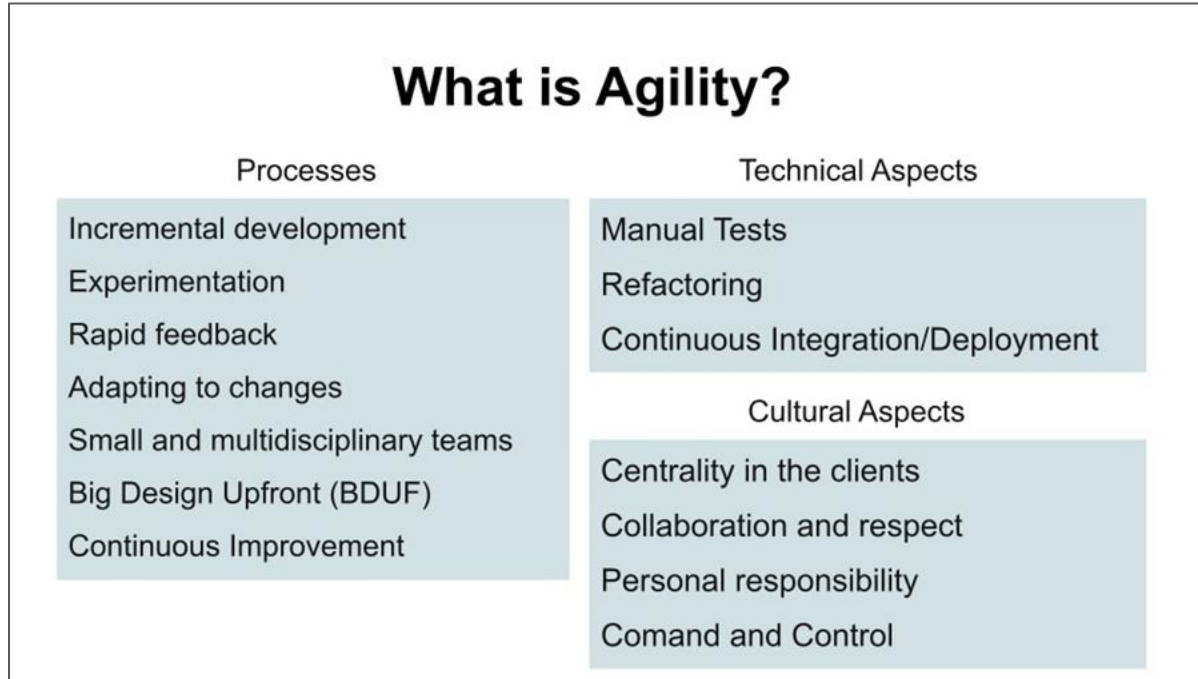 What is Agility?
Processes
Incremental development
Experimentation
Rapid feedback
Adapting to changes
Small and multidisciplinary teams
Big Design Upfront (BDUF)
Continuous Improvement
Technical Aspects
Manual Tests
Refactoring
Continuous Integration/Deployment
Cultural Aspects
Centrality in the clients
Collaboration and respect
Personal responsibility
Comand and Control